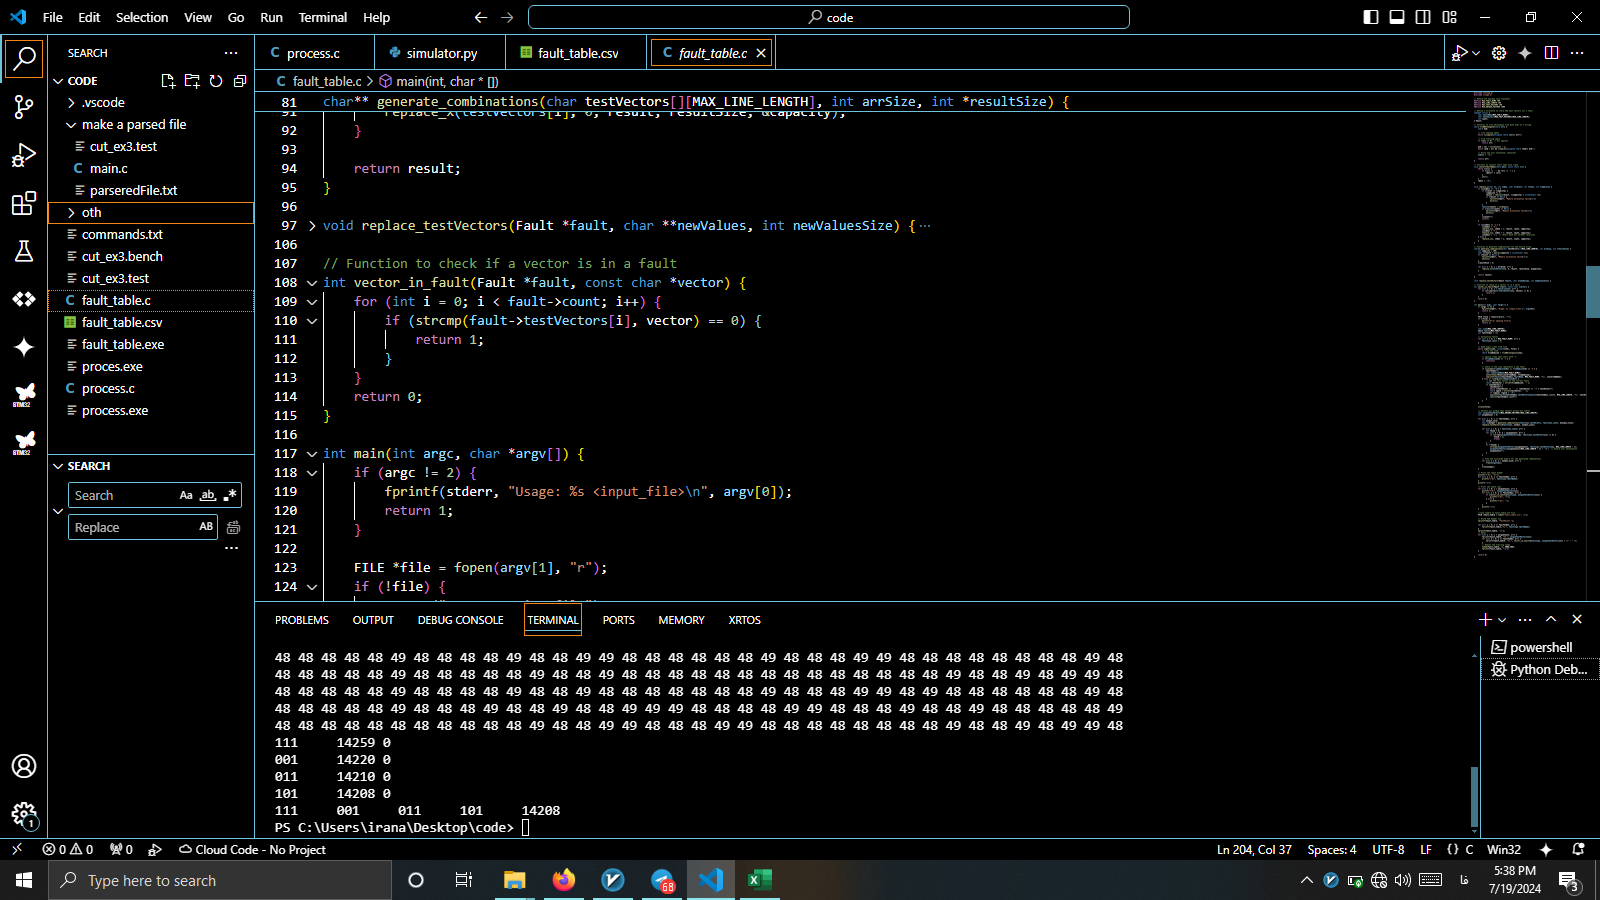 File Edit Selection View Go Run Terminal Help
code
SEARCH
CODE
.vscode
make a parsed file
cut_ex3.test
main.c
parseredFile.txt
oth
commands.txt
cut_ex3.bench
cut_ex3.test
fault_table.c
fault_table.csv
fault_table.exe
proces.exe
process.c
process.exe
SEARCH
Search Aa ab
Replace AB
process.c simulator.py fault_table.csv fault_table.c
fault_table.c > main(int, char * [])
81 char** generate_combinations(char testVectors[][MAX_LINE_LENGTH], int arrSize, int *resultSize) {
91 replace_x(testVectors[i], 0, result, resultSize, &capacity);
92 }
93
94 return result;
95 }
96
97 void replace_testVectors(Fault *fault, char **newValues, int newValuesSize) {
106
107 // Function to check if a vector is in a fault
108 int vector_in_fault(Fault *fault, const char *vector) {
109 for (int i = 0; i < fault->count; i++) {
110 if (strcmp(fault->testVectors[i], vector) == 0) {
111 return 1;
112 }
113 }
114 return 0;
115 }
116
117 int main(int argc, char *argv[]) {
118 if (argc != 2) {
119 fprintf(stderr, "Usage: %s <input_file>\n", argv[0]);
120 return 1;
121 }
122
123 FILE *file = fopen(argv[1], "r");
124 if (!file) {
PROBLEMS OUTPUT DEBUG CONSOLE TERMINAL PORTS MEMORY XRTOS
48 48 48 48 48 49 48 48 48 48 49 48 48 49 49 48 48 48 48 48 48 49 48 48 48 49 49 48 48 48 48 48 48 48 48 49 48
48 48 48 48 48 48 48 48 48 48 48 48 48 49 48 48 48 48 48 49 48 48 48 48 48 48 49 48 49 48 48 48 48 48 48 49 48
48 48 48 48 48 49 48 48 48 48 49 48 48 48 48 48 48 48 48 48 48 49 48 48 49 48 48 48 49 48 48 48 48 48 48 49 48
48 48 48 48 48 49 48 48 48 48 49 49 48 49 48 48 48 48 48 48 48 48 49 49 49 48 48 48 48 49 48 49 48 49 48 48 49
48 48 48 48 48 48 48 48 48 48 48 49 48 48 49 48 48 48 48 49 49 48 48 48 48 48 48 48 48 49 48 48 49 48 49 49 48
111 14259 0
001 14220 0
011 14210 0
101 14208 0
111 001 011 101 14208
PS C:\Users\irana\Desktop\code>
powershell
Python Deb...
1
0 0 0 Cloud Code - No Project Ln 204, Col 37 Spaces: 4 UTF-8 LF {} C Win32
Type here to search
68
فا
5:38 PM
7/19/2024
3